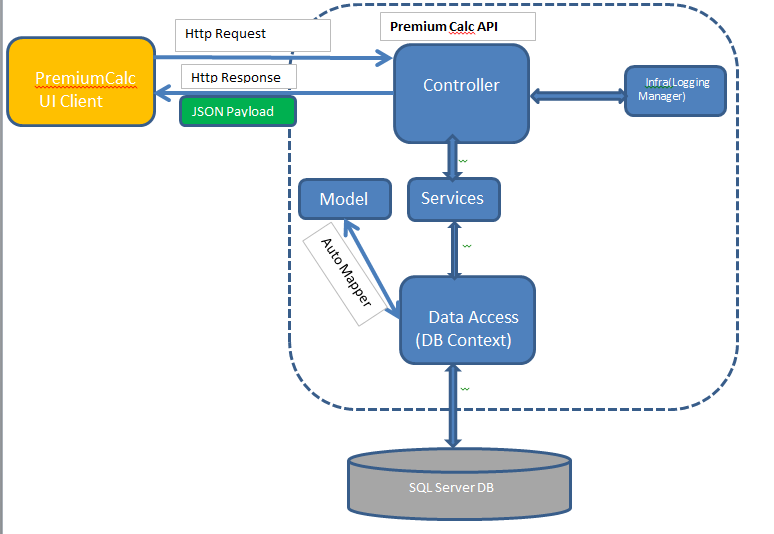 Http Request
Premium Calc API
PremiumCalc
UI Client
Http Response
JSON Payload
Controller
Infra(Logging
Manager)
Model
Services
Auto Mapper
Data Access
(DB Context)
SQL Server DB